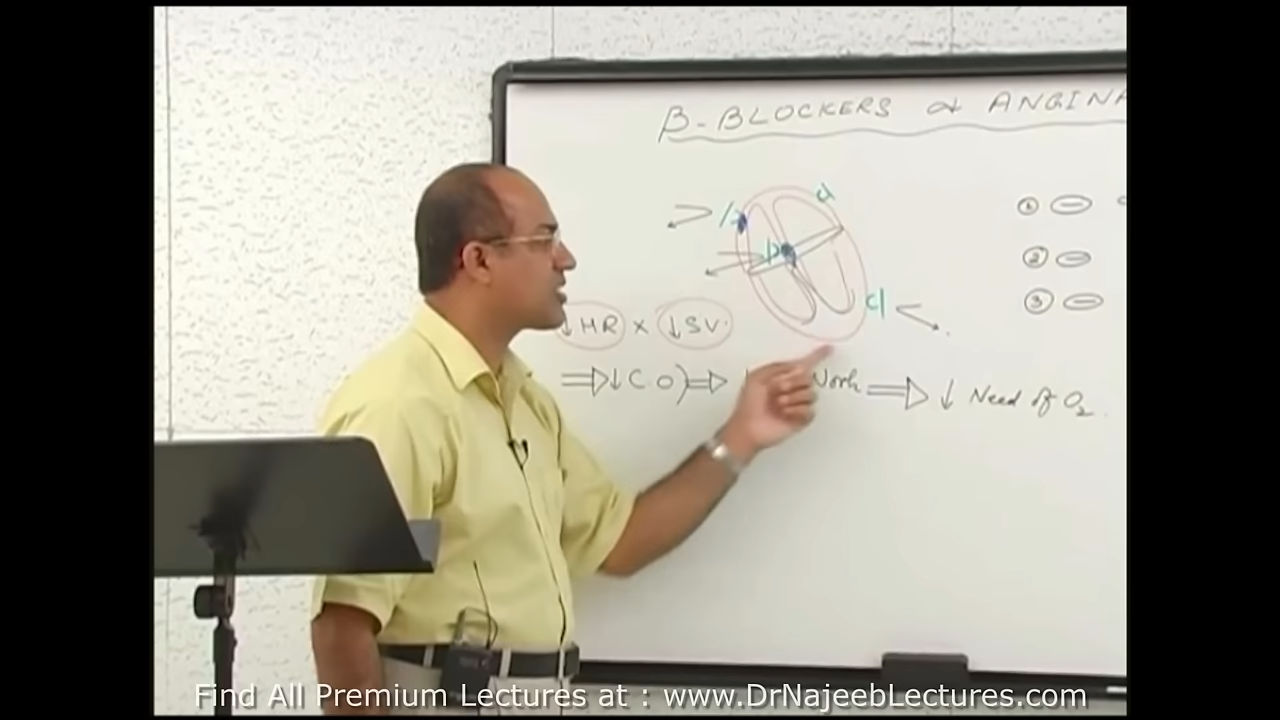 β-BLOCKERS & ANGINA
① ⊖
② ⊖
③ ⊖
↓HR × ↓SV
⇒ ↓CO) ⇒ ↓ Work ⇒ ↓ Need of O₂
Find All Premium Lectures at : www.DrNajeebLectures.com